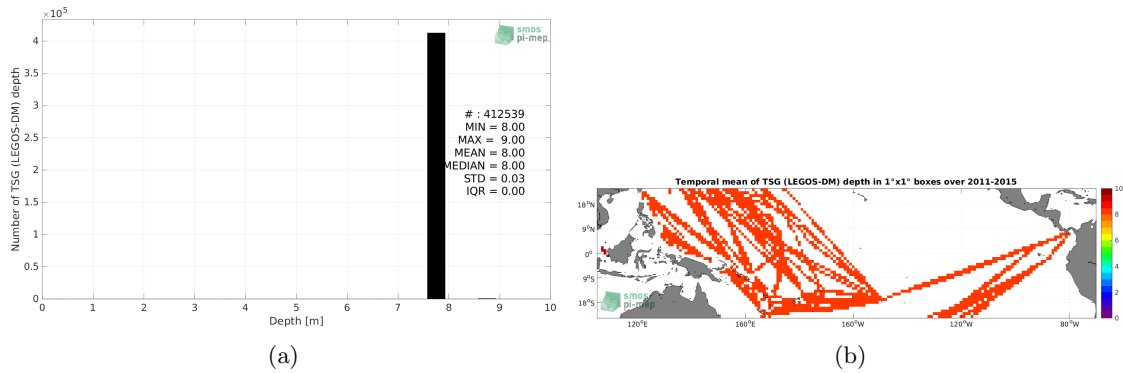 ×10^5
4
3.5
3
2.5
2
1.5
1
0.5
0
Number of TSG (LEGOS-DM) depth
smos
pi-mep
# : 412539
MIN = 8.00
MAX = 9.00
MEAN = 8.00
MEDIAN = 8.00
STD = 0.03
IQR = 0.00
0 1 2 3 4 5 6 7 8 9 10
Depth [m]
(a)
Temporal mean of TSG (LEGOS-DM) depth in 1°x1° boxes over 2011-2015
18°N
9°N
0°
9°S
18°S
smos
pi-mep
120°E 160°E 160°W 120°W 80°W
10
8
6
4
2
0
(b)